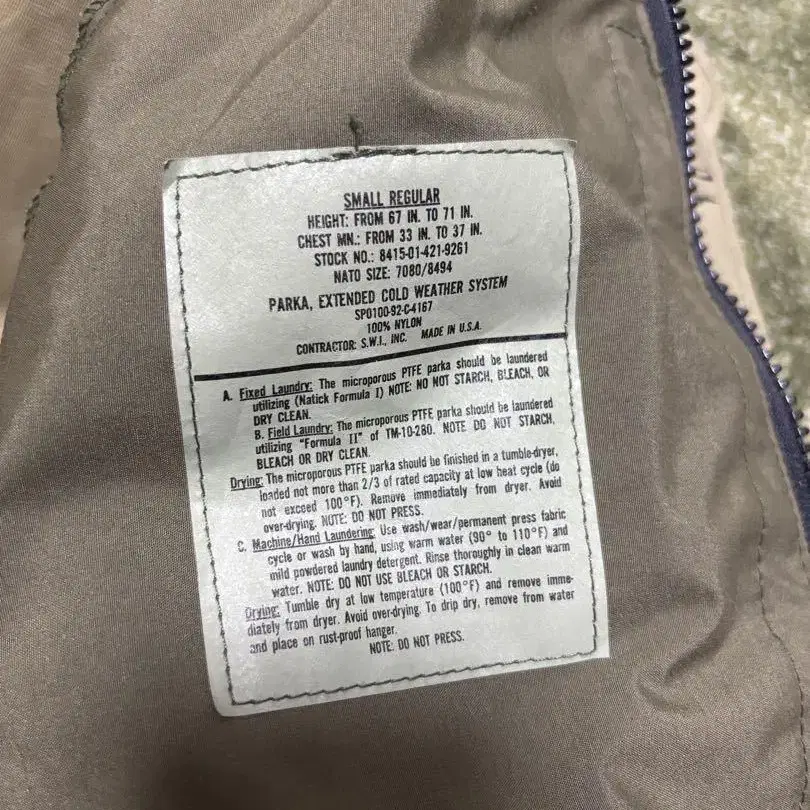 SMALL REGULAR
HEIGHT: FROM 67 IN. TO 71 IN.
CHEST MN.: FROM 33 IN. TO 37 IN.
STOCK NO.: 8415-01-421-9261
NATO SIZE: 7080/8494
PARKA, EXTENDED COLD WEATHER SYSTEM
SPO100-92-C-4167
100% NYLON
CONTRACTOR: S.W.I., INC. MADE IN U.S.A.
A. Fixed Laundry: The microporous PTFE parka should be laundered
utilizing (Natick Formula I) NOTE: NO NOT STARCH, BLEACH, OR
DRY CLEAN.
B. Field Laundry: The microporous PTFE parka should be laundered
utilizing "Formula II" of TM-10-280. NOTE DO NOT STARCH,
BLEACH OR DRY CLEAN.
Drying: The microporous PTFE parka should be finished in a tumble-dryer,
loaded not more than 2/3 of rated capacity at low heat cycle (do
not exceed 100°F). Remove immediately from dryer. Avoid
over-drying. NOTE: DO NOT PRESS.
C. Machine/Hand Laundering: Use wash/wear/permanent press fabric
cycle or wash by hand, using warm water (90° to 110°F) and
mild powdered laundry detergent. Rinse thoroughly in clean warm
water. NOTE: DO NOT USE BLEACH OR STARCH.
Drying: Tumble dry at low temperature (100°F) and remove imme-
diately from dryer. Avoid over-drying. To drip dry, remove from water
and place on rust-proof hanger.
NOTE: DO NOT PRESS.